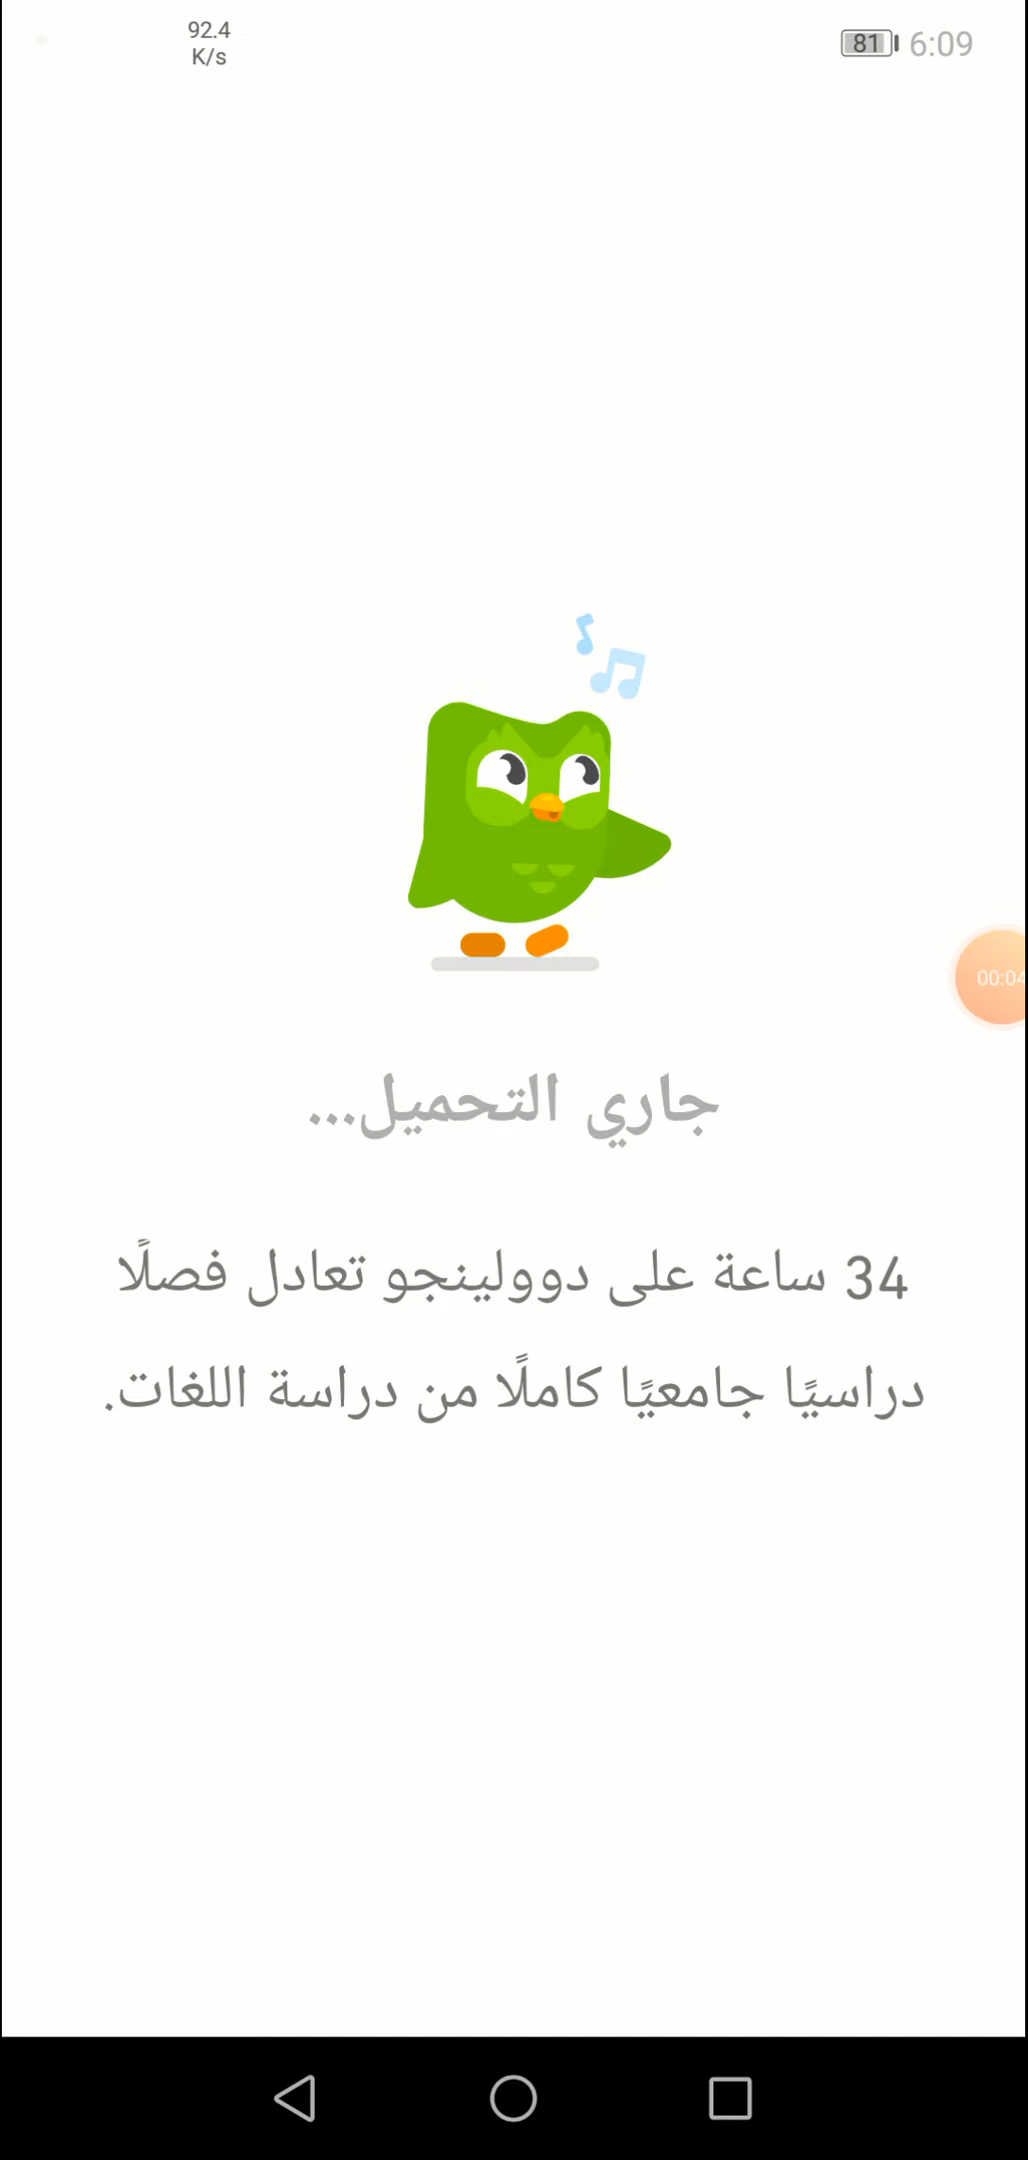 92.4
K/s
81 6:09
00:04
جاري التحميل...
34 ساعة على دوولينجو تعادل فصلًا
دراسيًا جامعيًا كاملًا من دراسة اللغات.